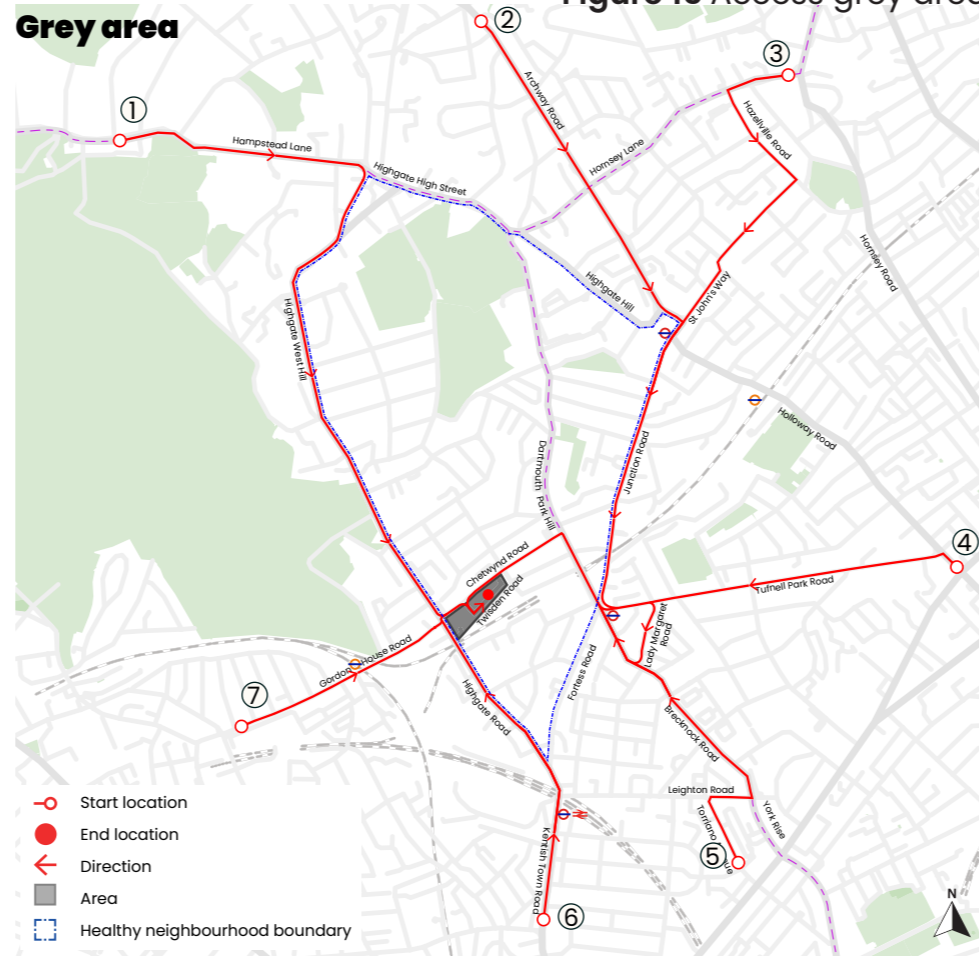 Figure 10 Access grey area
Grey area
②
③
①
Archway Road
Hazellville Road
Hampstead Lane
Hornsey Lane
Highgate High Street
Hornsey Road
Highgate Hill
St John's Way
Highgate West Hill
Holloway Road
Junction Road
Dartmouth Park Hill
④
Chetwynd Road
Tufnell Park Road
Twisden Road
Lady Margaret
Road
Gordon House Road
Fortess Road
⑦
Highgate Road
Brecknock Road
Leighton Road
York Rise
Torriano
⑤
Kentish Town Road
⑥
Start location
End location
Direction
Area
Healthy neighbourhood boundary
N